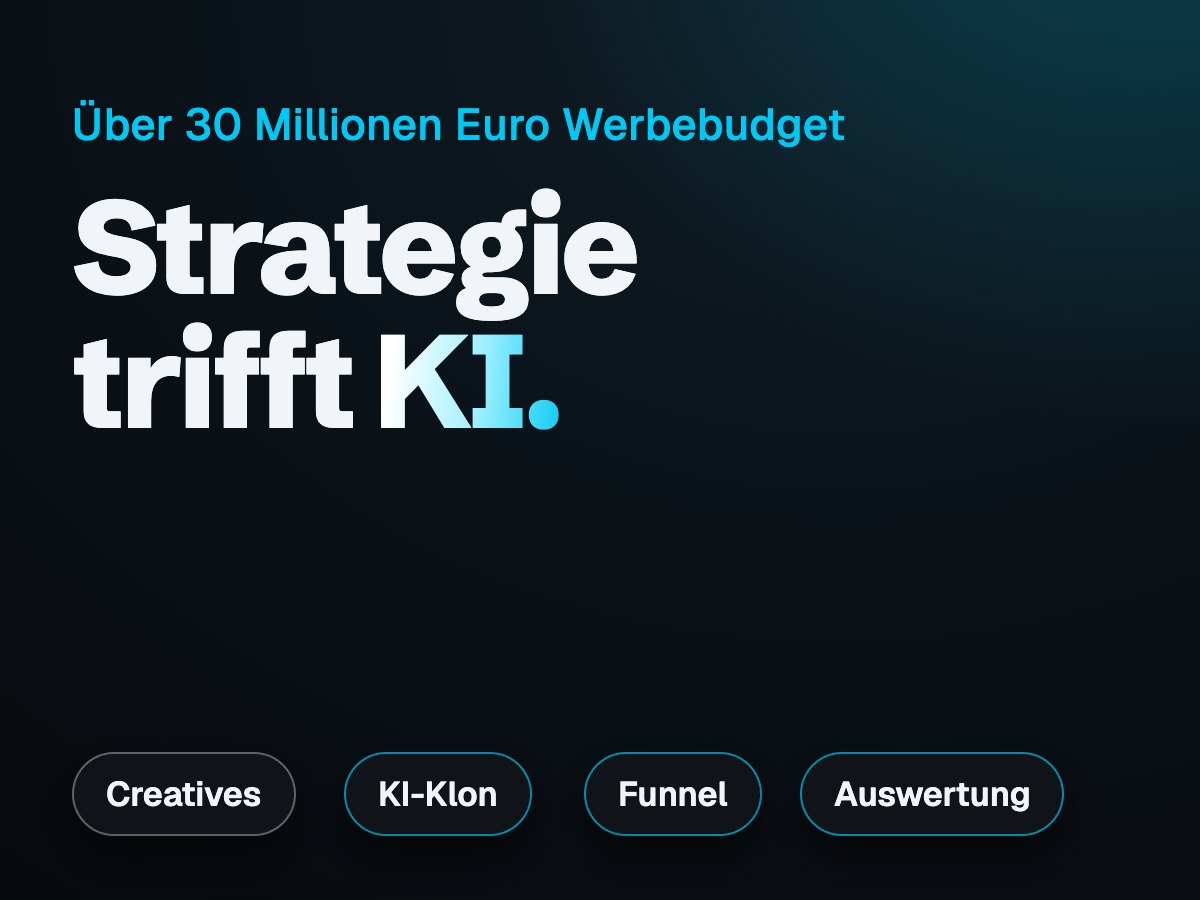 Über 30 Millionen Euro Werbebudget
Strategie
trifft KI.
Creatives
KI-Klon
Funnel
Auswertung